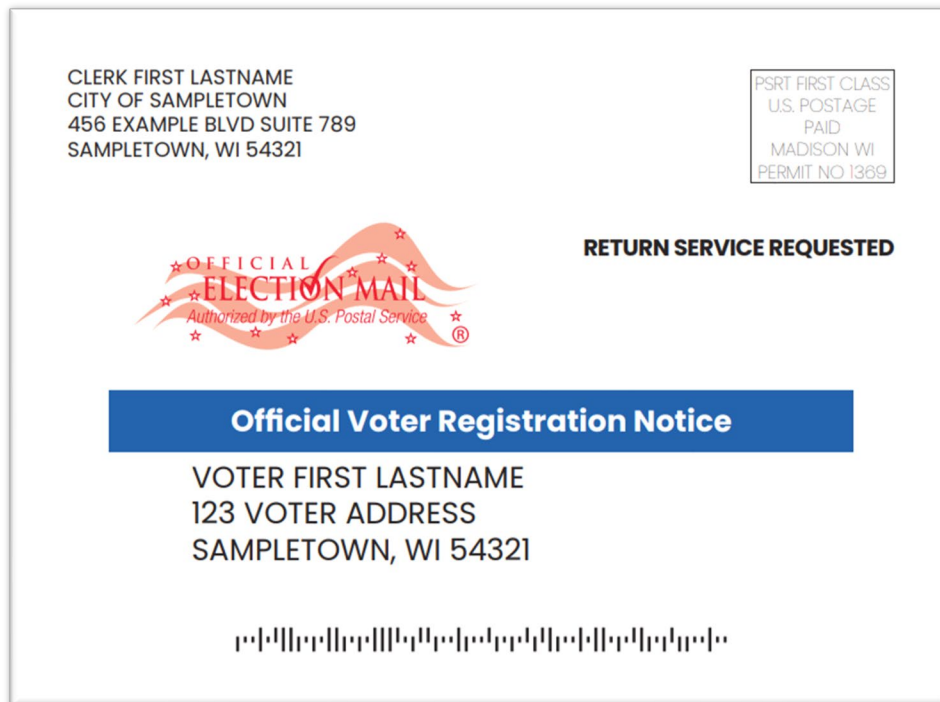 CLERK FIRST LASTNAME
CITY OF SAMPLETOWN
456 EXAMPLE BLVD SUITE 789
SAMPLETOWN, WI 54321
PSRT FIRST CLASS
U.S. POSTAGE
PAID
MADISON WI
PERMIT NO 1369
RETURN SERVICE REQUESTED
OFFICIAL
ELECTION MAIL
Authorized by the U.S. Postal Service
®
Official Voter Registration Notice
VOTER FIRST LASTNAME
123 VOTER ADDRESS
SAMPLETOWN, WI 54321